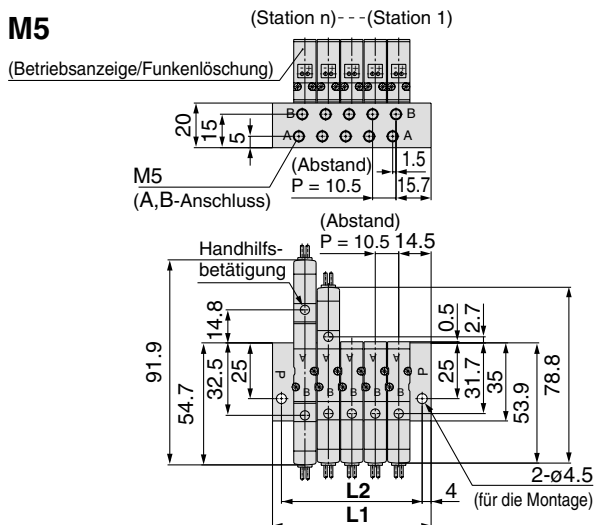 M5
(Station n)---(Station 1)
(Betriebsanzeige/Funkenlöschung)
B B
A A
20
15
5
1.5
(Abstand)
P = 10.5
15.7
M5
(A,B-Anschluss)
(Abstand)
P = 10.5
14.5
Handhilfs-
betätigung
91.9
54.7
14.8
32.5
25
0.5
2.7
25
31.7
35
53.9
78.8
P P
A A A A
B B B B B
2-ø4.5
(für die Montage)
L2
4
L1